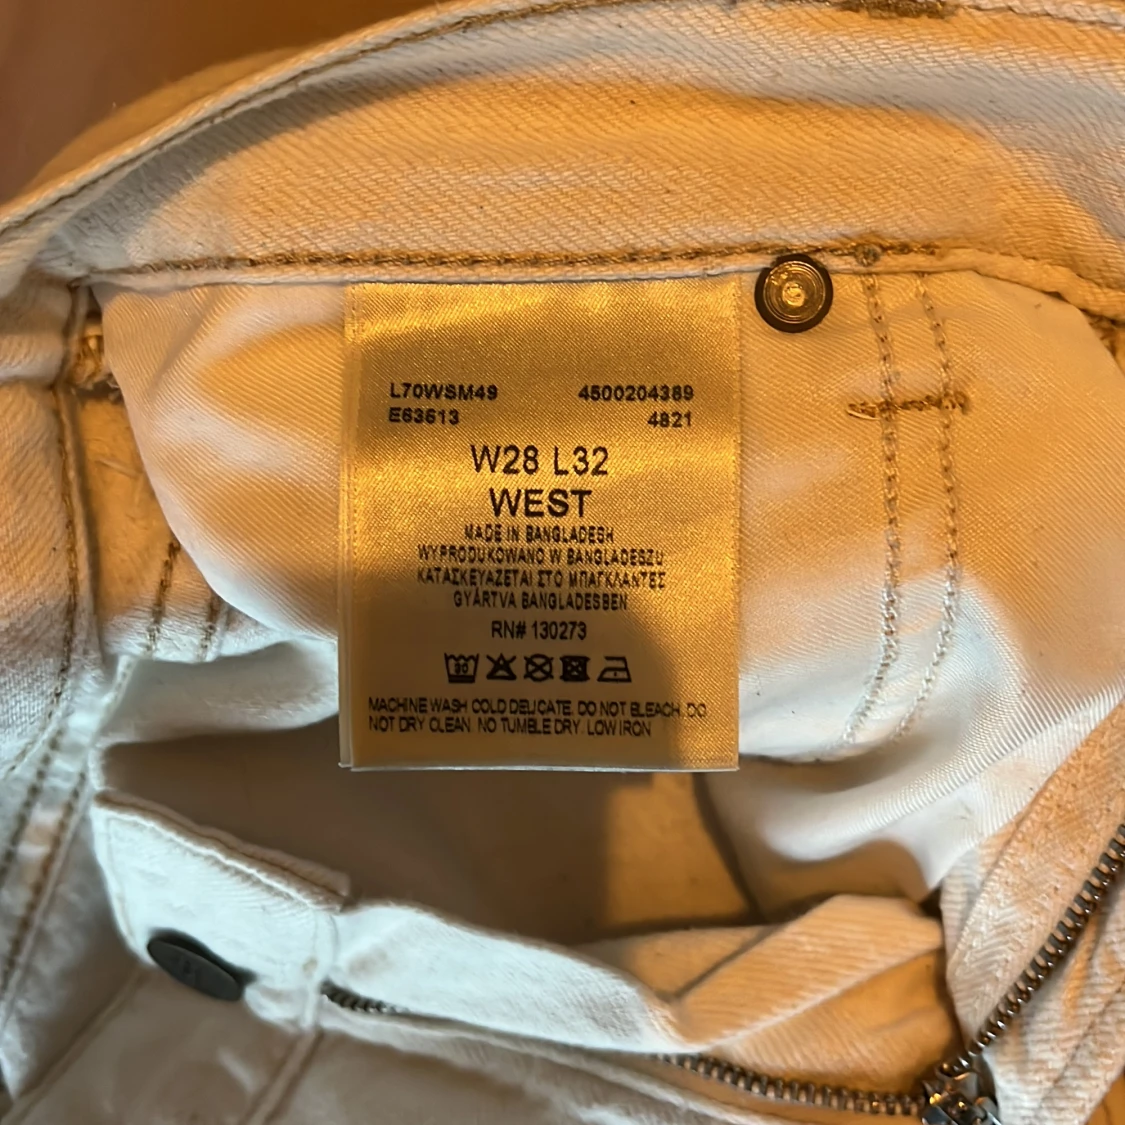 L70WSM49 4500204389
E63613 4821
W28 L32
WEST
MADE IN BANGLADESH
WYPRODUKOWANO W BANGLADESZU
ΚΑΤΑΣΚΕΥΑΖΕΤΑΙ ΣΤΟ ΜΠΑΓΚΛΑΝΤΕΣ
GYÁRTVA BANGLADESBEN
RN# 130273
30
MACHINE WASH COLD DELICATE. DO NOT BLEACH. DO
NOT DRY CLEAN. NO TUMBLE DRY. LOW IRON